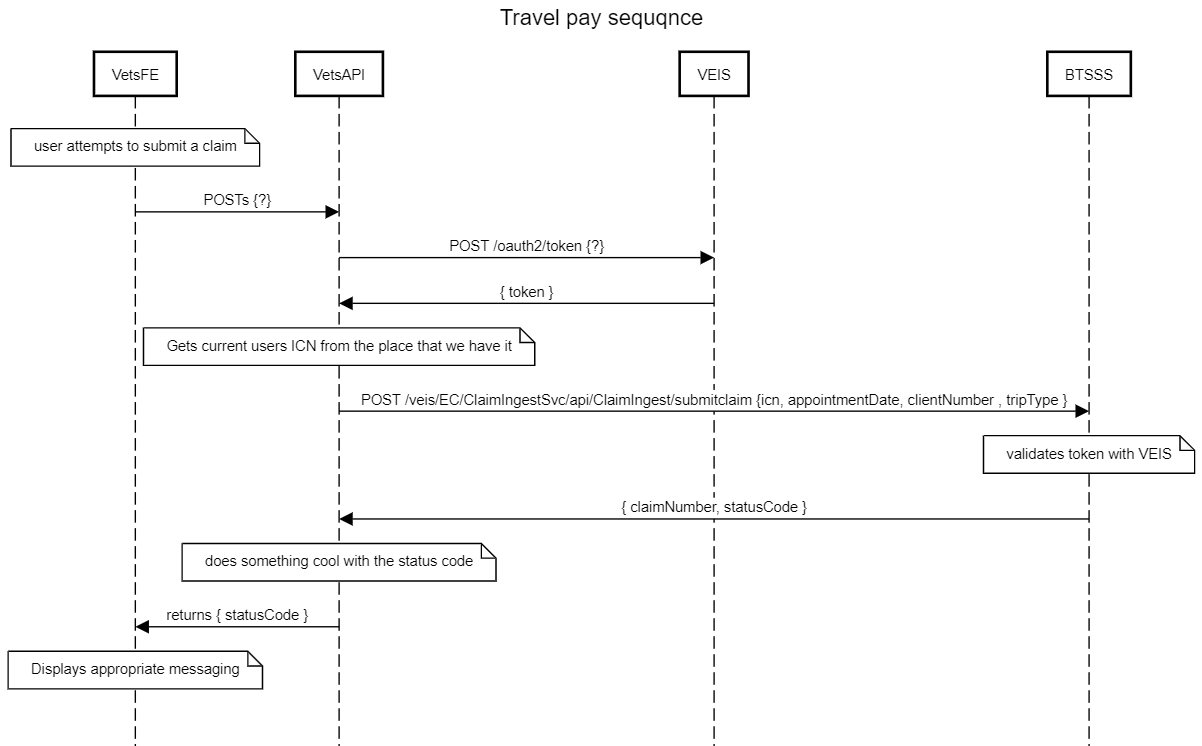 Travel pay sequqnce
VetsFE
VetsAPI
VEIS
BTSSS
user attempts to submit a claim
POSTs {?}
POST /oauth2/token {?}
{ token }
Gets current users ICN from the place that we have it
POST /veis/EC/ClaimIngestSvc/api/ClaimIngest/submitclaim {icn, appointmentDate, clientNumber , tripType }
validates token with VEIS
{ claimNumber, statusCode }
does something cool with the status code
returns { statusCode }
Displays appropriate messaging